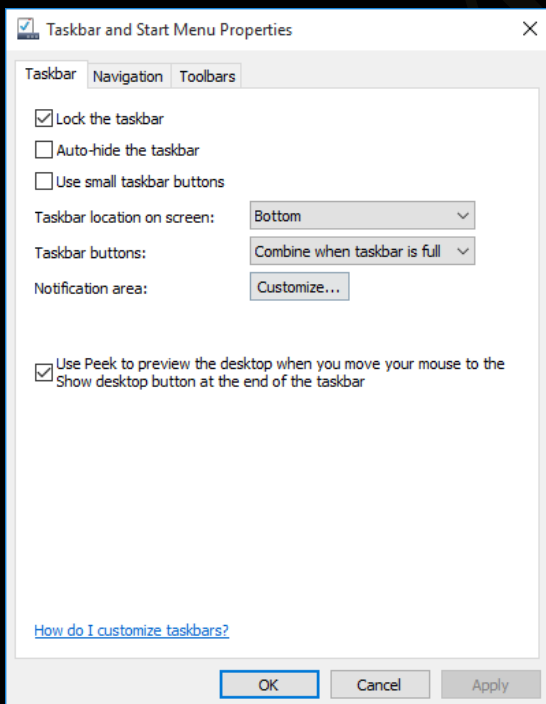 Taskbar and Start Menu Properties
Taskbar Navigation Toolbars
Lock the taskbar
Auto-hide the taskbar
Use small taskbar buttons
Taskbar location on screen: Bottom
Taskbar buttons: Combine when taskbar is full
Notification area: Customize...
Use Peek to preview the desktop when you move your mouse to the
Show desktop button at the end of the taskbar
How do I customize taskbars?
OK Cancel Apply